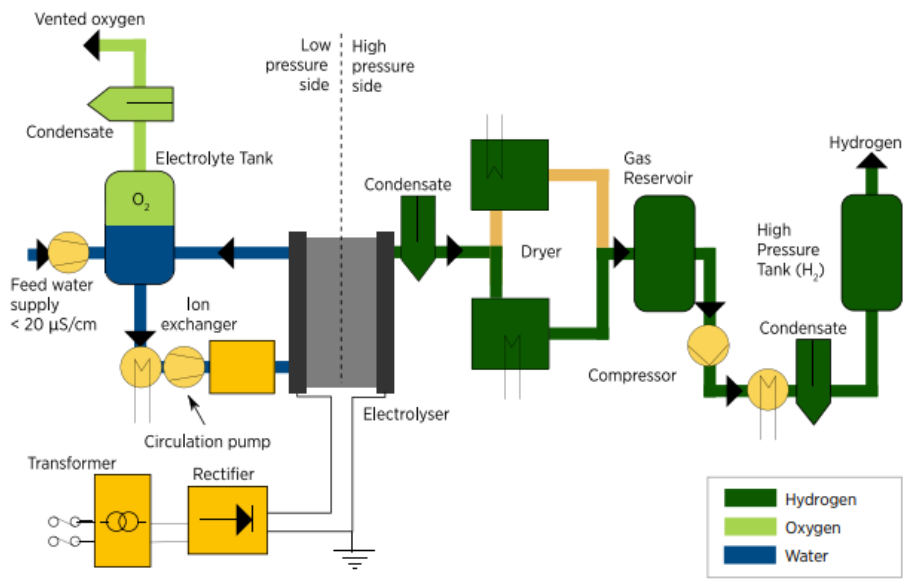 Vented oxygen
Low
pressure
side
High
pressure
side
Condensate
Electrolyte Tank
O₂
Condensate
Gas
Reservoir
Hydrogen
Dryer
High
Pressure
Tank (H₂)
Feed water
supply
< 20 µS/cm
Ion
exchanger
Condensate
Compressor
Electrolyser
Circulation pump
Transformer
Rectifier
Hydrogen
Oxygen
Water